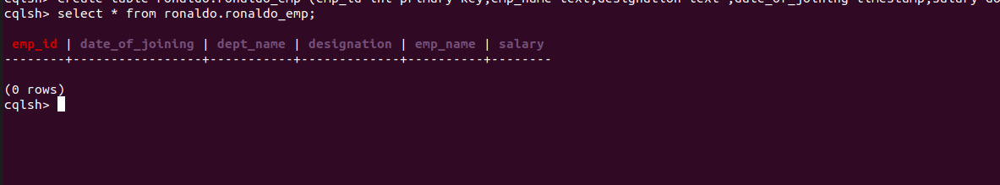 cqlsh> create table ronaldo.ronaldo_emp (emp_id int primary key,emp_name text,designation text ,date_of_joining timestamp,salary do
cqlsh> select * from ronaldo.ronaldo_emp;
emp_id | date_of_joining | dept_name | designation | emp_name | salary
--------+-----------------+-----------+-------------+----------+--------
(0 rows)
cqlsh>